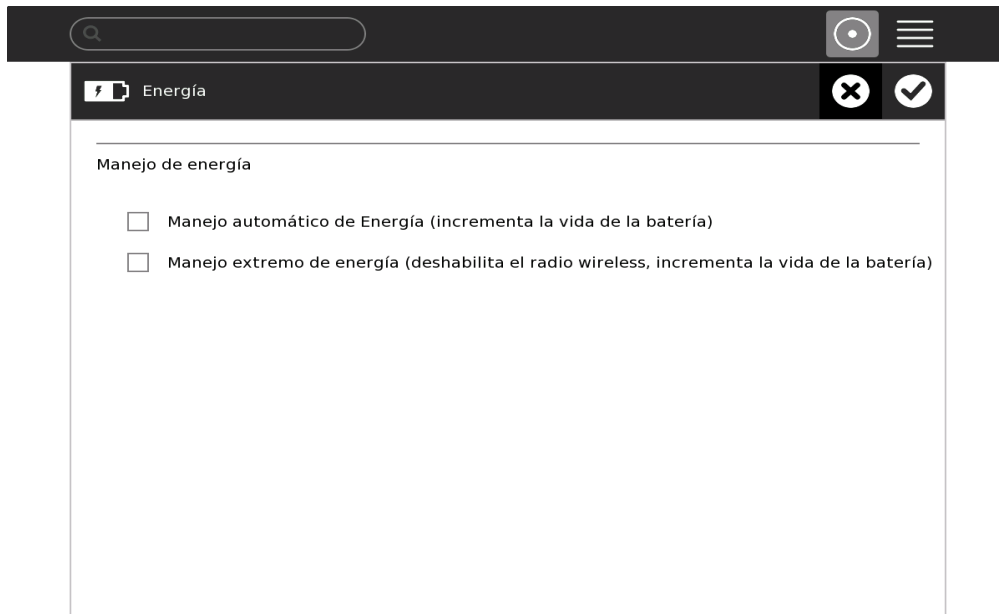 Energía
Manejo de energía
Manejo automático de Energía (incrementa la vida de la batería)
Manejo extremo de energía (deshabilita el radio wireless, incrementa la vida de la batería)